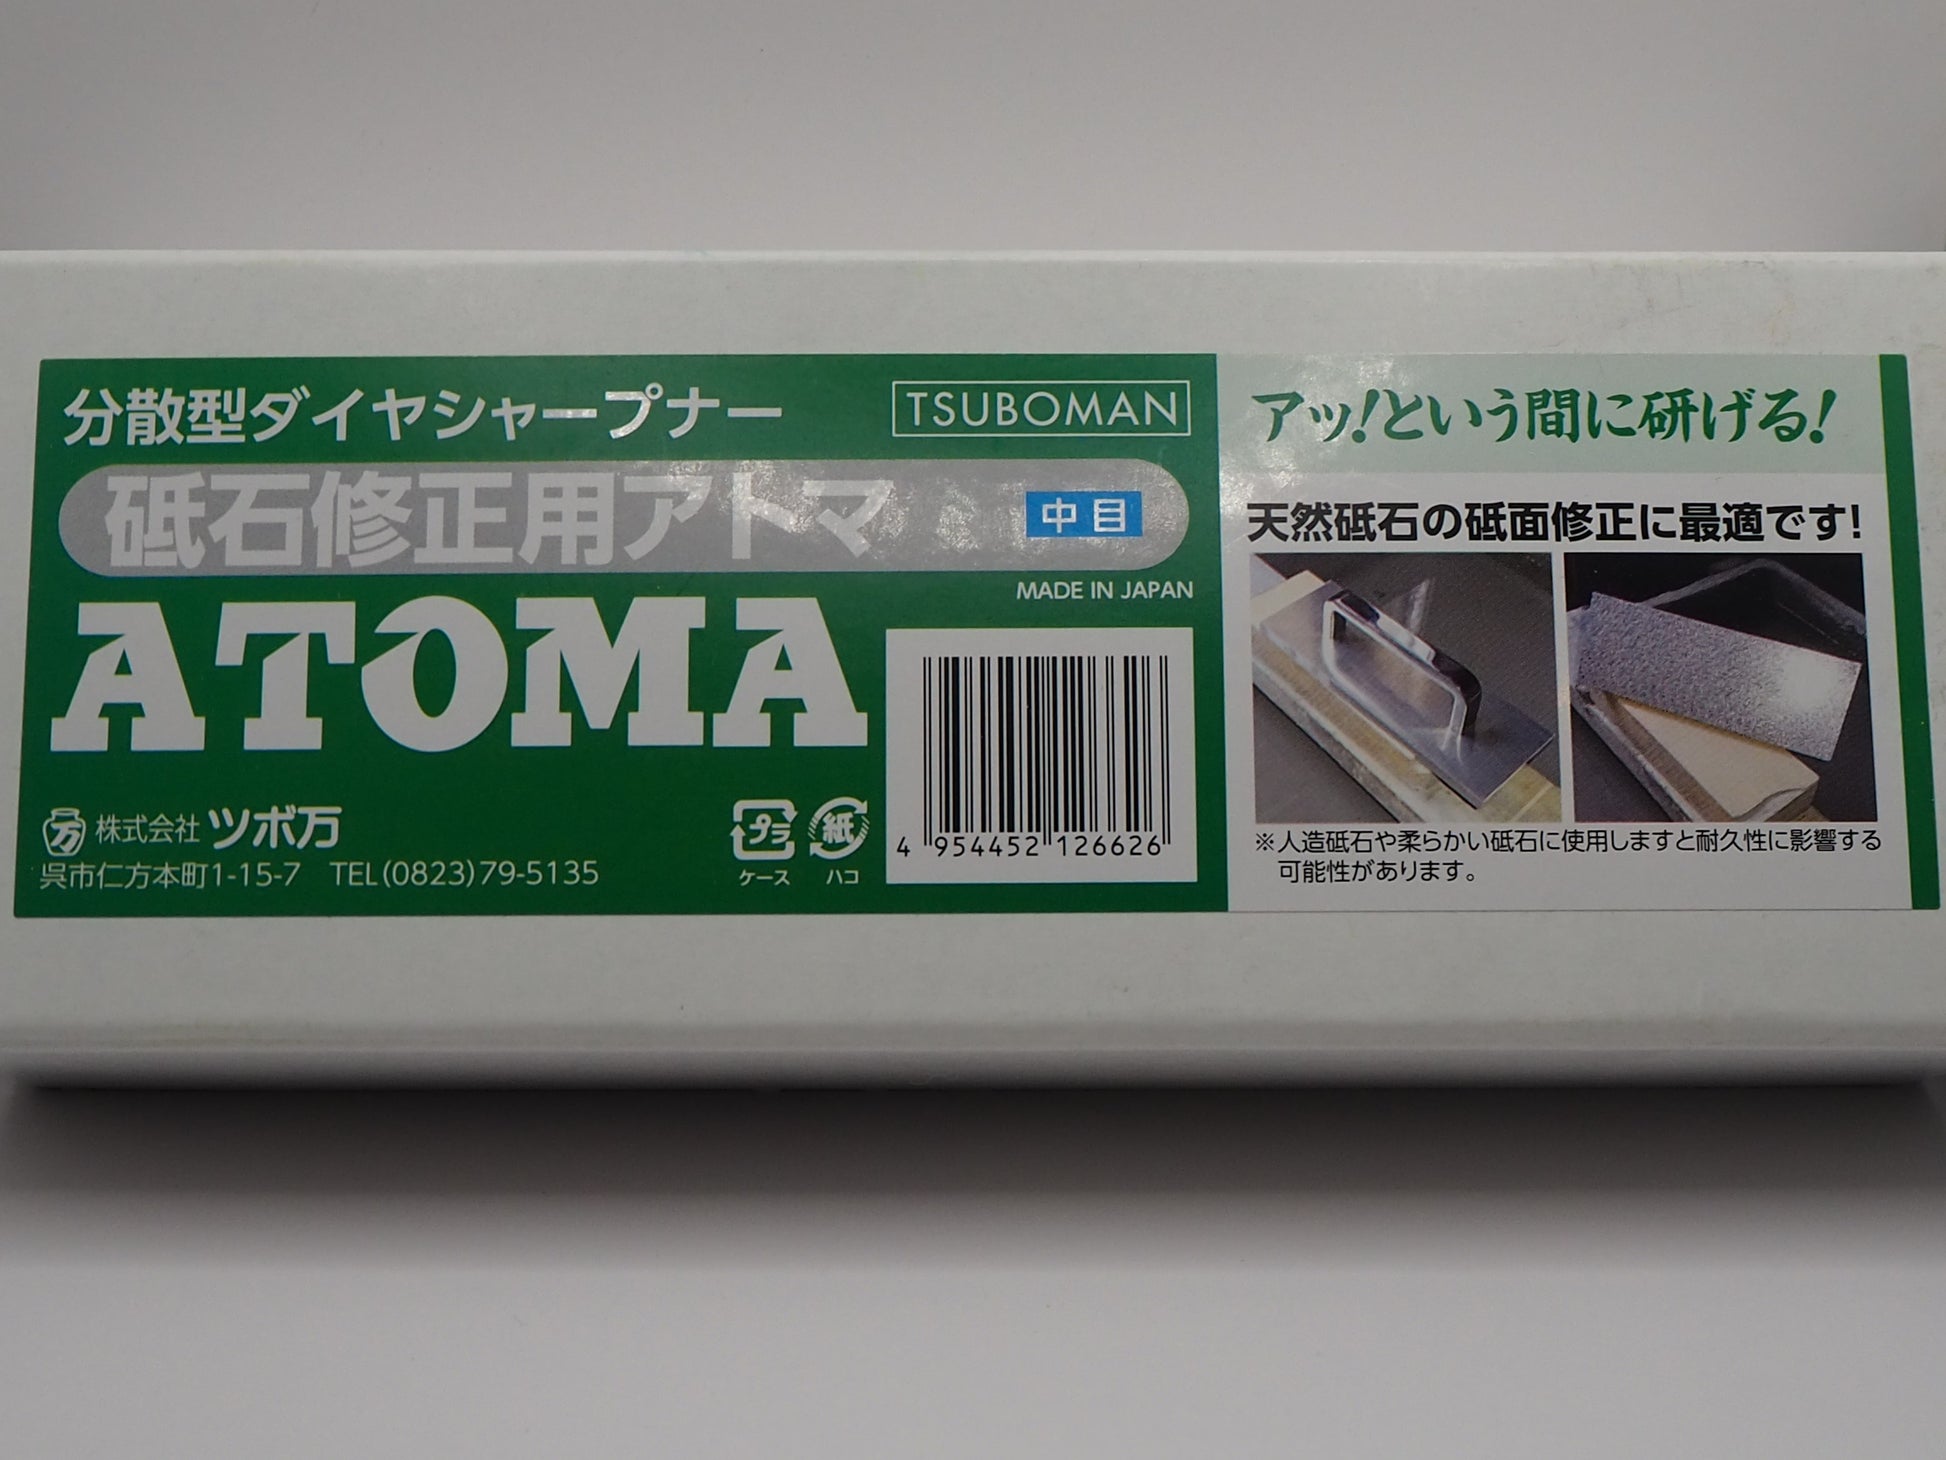 分散型ダイヤシャープナー
TSUBOMAN
砥石修正用アトマ 中目
MADE IN JAPAN
ATOMA
万 株式会社 ツボ万
呉市仁方本町1-15-7 TEL(0823)79-5135
プラ 紙
ケース ハコ
4 954452 126626
アッ!という間に研げる!
天然砥石の砥面修正に最適です!
※人造砥石や柔らかい砥石に使用しますと耐久性に影響する
可能性があります。